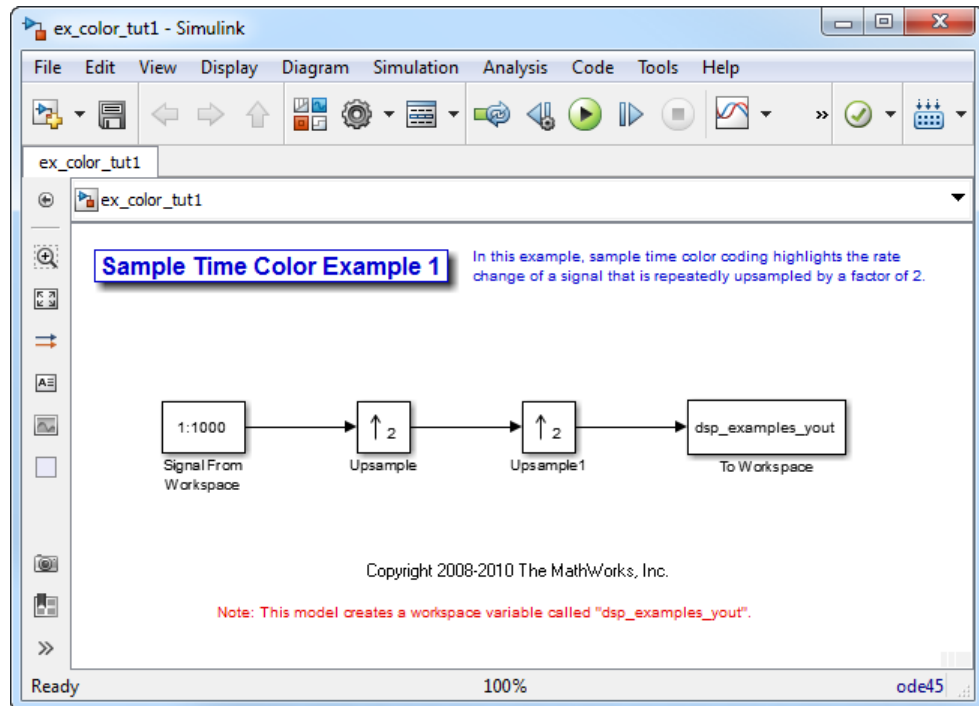 ex_color_tut1 - Simulink
File Edit View Display Diagram Simulation Analysis Code Tools Help
»
ex_color_tut1
ex_color_tut1
Sample Time Color Example 1
In this example, sample time color coding highlights the rate
change of a signal that is repeatedly upsampled by a factor of 2.
1:1000
↑ 2
↑ 2
dsp_examples_yout
Signal From
Workspace
Upsample
Upsample1
To Workspace
Copyright 2008-2010 The MathWorks, Inc.
Note: This model creates a workspace variable called "dsp_examples_yout".
»
Ready 100% ode45